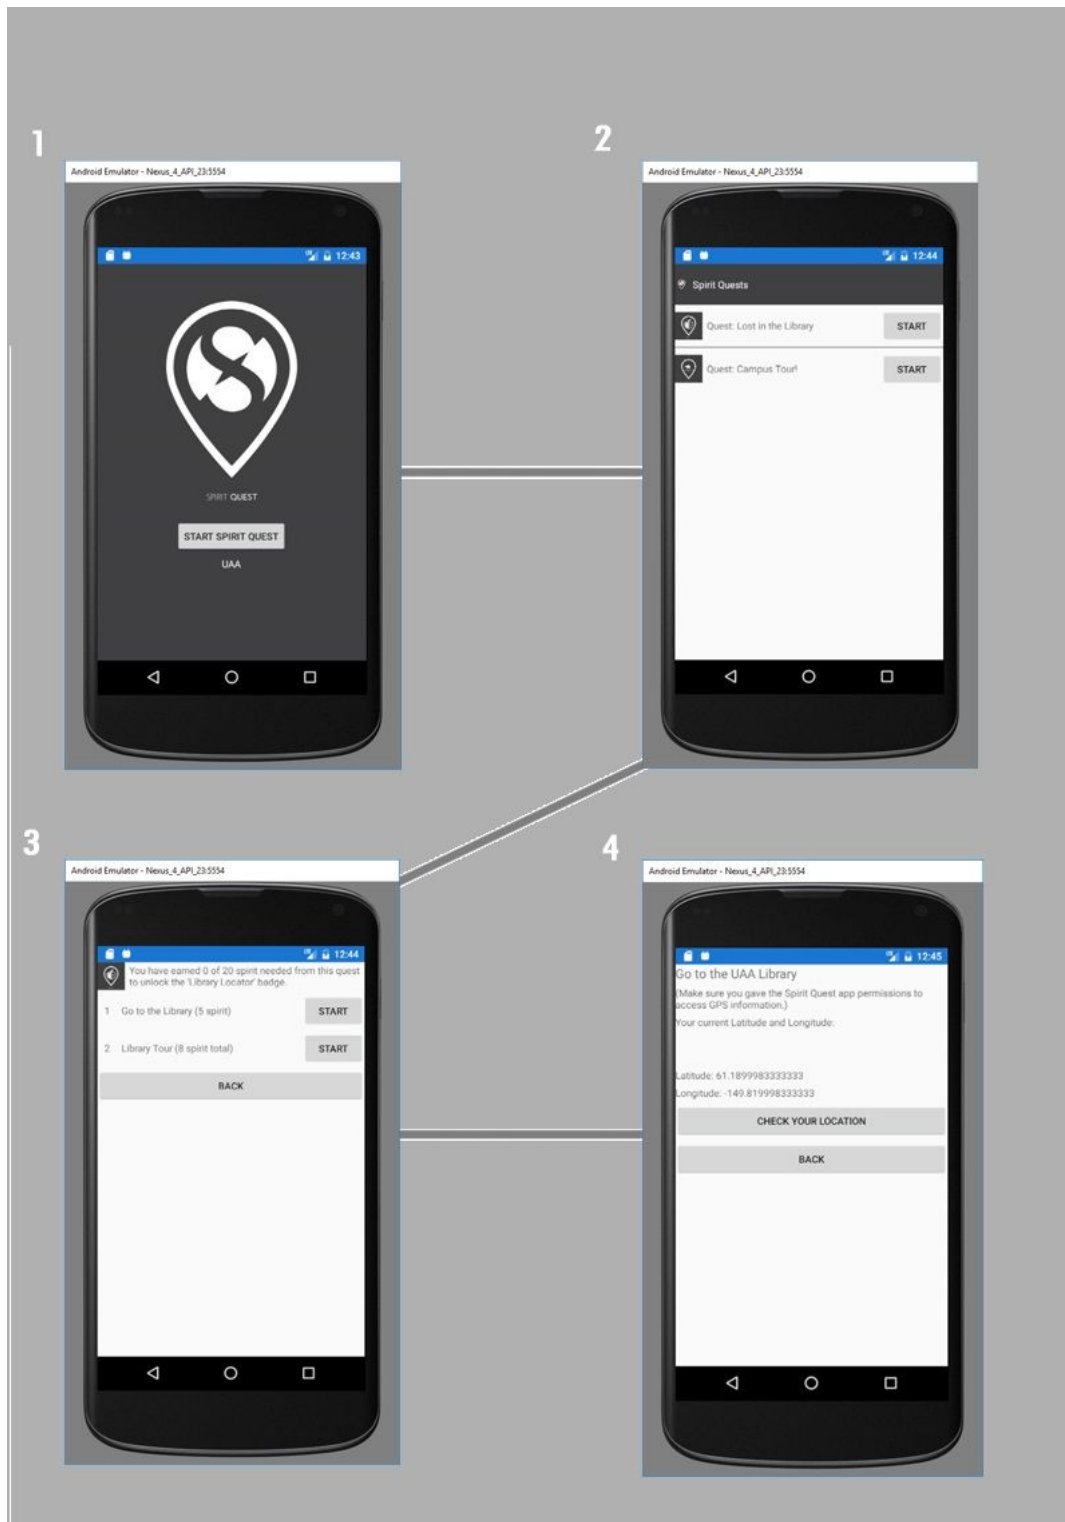 1
Android Emulator - Nexus_4_API_23:5554
12:43
SPIRIT QUEST
START SPIRIT QUEST
UAA
2
Android Emulator - Nexus_4_API_23:5554
12:44
Spirit Quests
Quest: Lost in the Library START
Quest: Campus Tour! START
3
Android Emulator - Nexus_4_API_23:5554
12:44
You have earned 0 of 20 spirit needed from this quest
to unlock the 'Library Locator' badge.
1 Go to the Library (5 spirit) START
2 Library Tour (8 spirit total) START
BACK
4
Android Emulator - Nexus_4_API_23:5554
12:45
Go to the UAA Library
(Make sure you gave the Spirit Quest app permissions to
access GPS information.)
Your current Latitude and Longitude:
Latitude: 61.1899983333333
Longitude: -149.819998333333
CHECK YOUR LOCATION
BACK